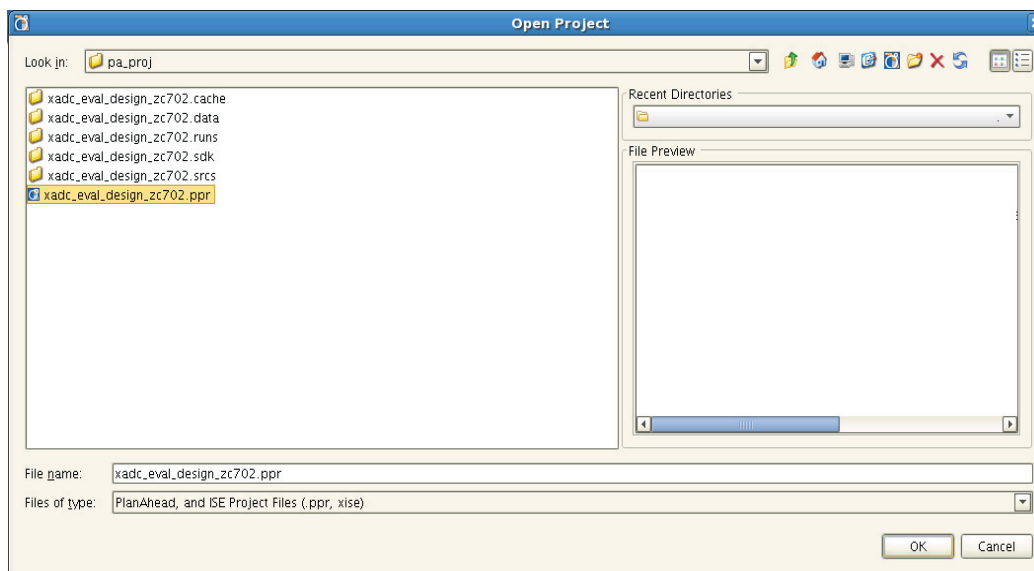 Open Project
Look in: pa_proj
Recent Directories
.
xadc_eval_design_zc702.cache
xadc_eval_design_zc702.data
xadc_eval_design_zc702.runs
xadc_eval_design_zc702.sdk
xadc_eval_design_zc702.srcs
xadc_eval_design_zc702.ppr
File Preview
File name: xadc_eval_design_zc702.ppr
Files of type: PlanAhead, and ISE Project Files (.ppr, xise)
OK Cancel